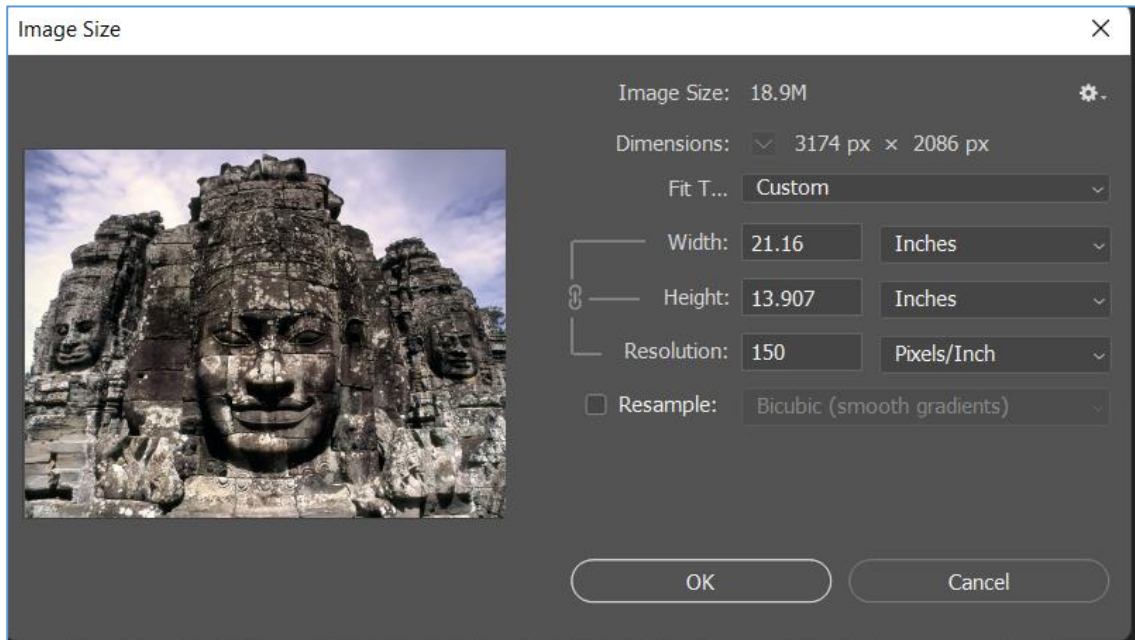 Image Size
Image Size: 18.9M
Dimensions: 3174 px × 2086 px
Fit T... Custom
Width: 21.16 Inches
Height: 13.907 Inches
Resolution: 150 Pixels/Inch
Resample: Bicubic (smooth gradients)
OK Cancel